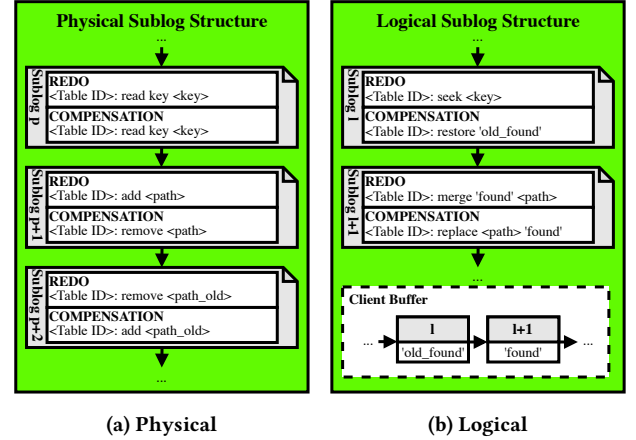 Physical Sublog Structure
...
Sublog p
REDO
<Table ID>: read key <key>
COMPENSATION
<Table ID>: read key <key>
Sublog p+1
REDO
<Table ID>: add <path>
COMPENSATION
<Table ID>: remove <path>
Sublog p+2
REDO
<Table ID>: remove <path_old>
COMPENSATION
<Table ID>: add <path_old>
...
(a) Physical
Logical Sublog Structure
...
Sublog l
REDO
<Table ID>: seek <key>
COMPENSATION
<Table ID>: restore 'old_found'
Sublog l+1
REDO
<Table ID>: merge 'found' <path>
COMPENSATION
<Table ID>: replace <path> 'found'
...
Client Buffer
... l l+1 ...
'old_found' 'found'
(b) Logical